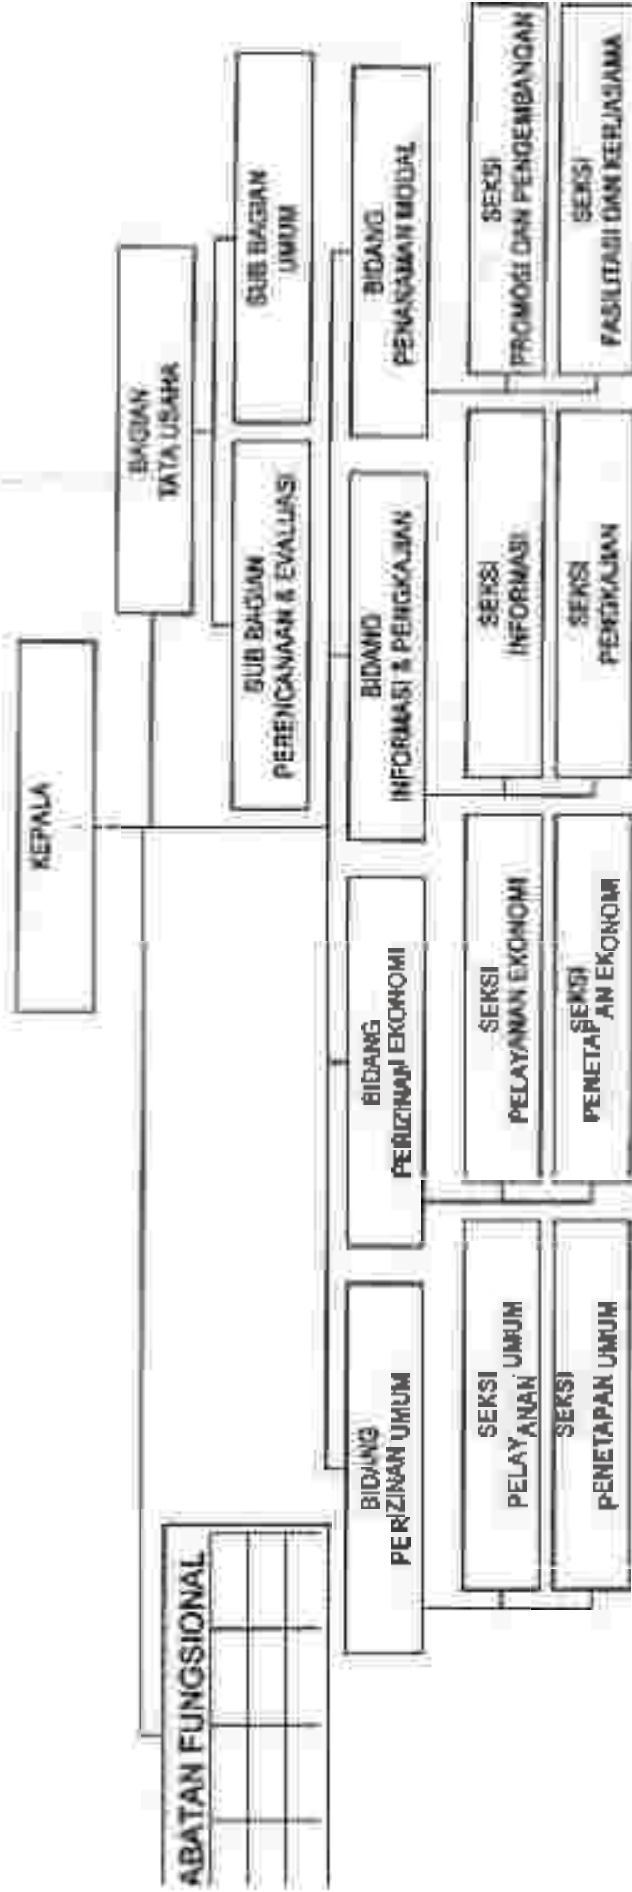 KEPALA
BAGIAN
TATA USAHA
ABATAN FUNGSIONAL
SUB BAGIAN
PERENCANAAN & EVALUASI
SUB BAGIAN
UMUM
BIDANG
PERIZINAN UMUM
BIDANG
PERIZINAN EKONOMI
BIDANG
INFORMASI & PENGKAJIAN
BIDANG
PENANAMAN MODAL
SEKSI
PELAYANAN UMUM
SEKSI
PELAYANAN EKONOMI
SEKSI
INFORMASI
SEKSI
PROMOSI DAN PENGEMBANGAN
SEKSI
PENETAPAN UMUM
SEKSI
PENETAPAN EKONOMI
SEKSI
PENGKAJIAN
SEKSI
FASILITASI DAN KERJASAMA